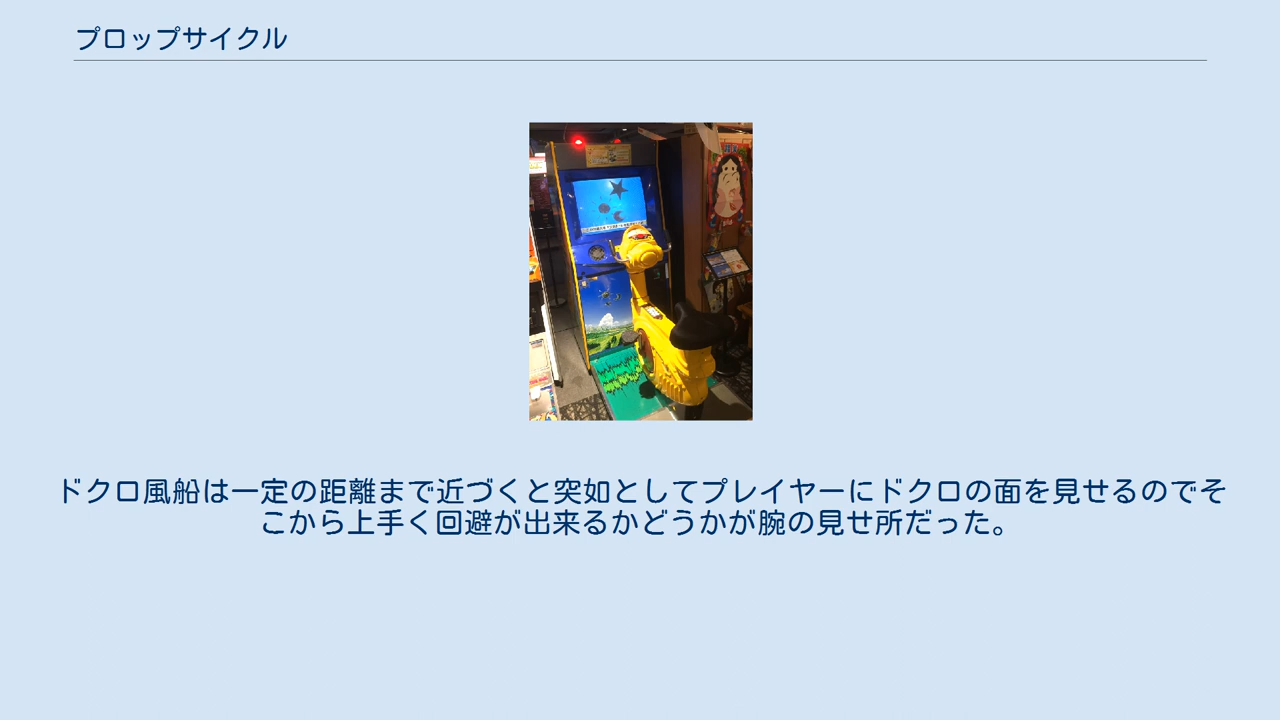 プロップサイクル
ドクロ風船は一定の距離まで近づくと突如としてプレイヤーにドクロの面を見せるのでそ
こから上手く回避が出来るかどうかが腕の見せ所だった。